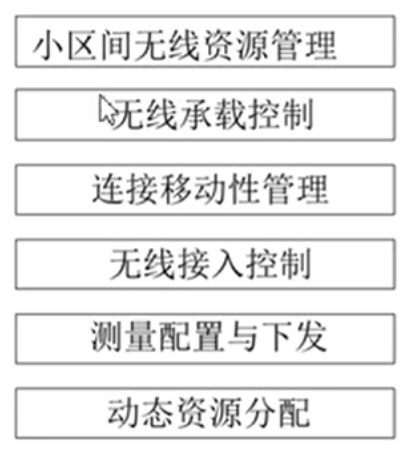 小区间无线资源管理
无线承载控制
连接移动性管理
无线接入控制
测量配置与下发
动态资源分配